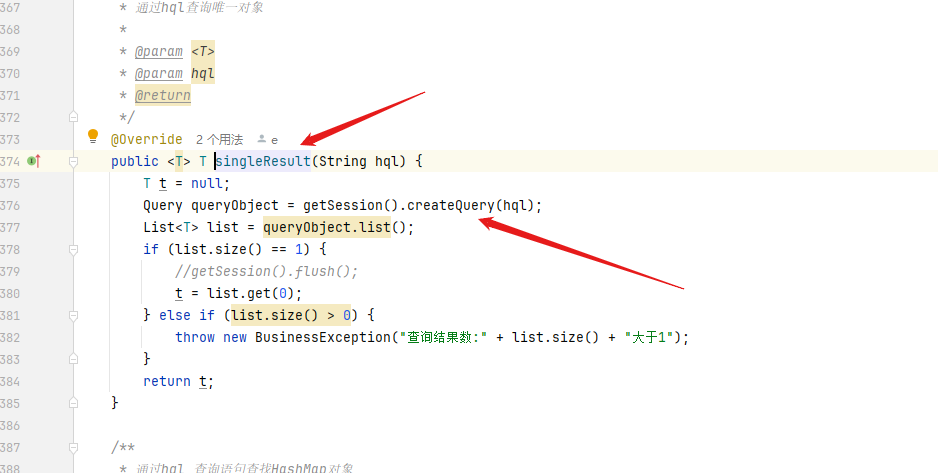 367 * 通过hql查询唯一对象
368 *
369 * @param <T>
370 * @param hql
371 * @return
372 */
373 @Override 2 个用法 e
374 public <T> T singleResult(String hql) {
375 T t = null;
376 Query queryObject = getSession().createQuery(hql);
377 List<T> list = queryObject.list();
378 if (list.size() == 1) {
379 //getSession().flush();
380 t = list.get(0);
381 } else if (list.size() > 0) {
382 throw new BusinessException("查询结果数:" + list.size() + "大于1");
383 }
384 return t;
385 }
386
387 /**
388 * 通过hql 查询语句查找HashMap对象